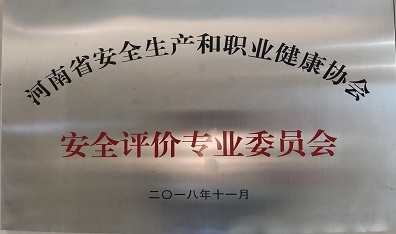 河南省安全生产和职业健康协会
安全评价专业委员会
二〇一八年十一月